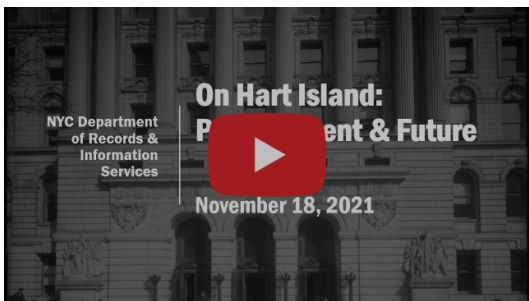 NYC Department
of Records &
Information
Services
On Hart Island:
& Future
November 18, 2021